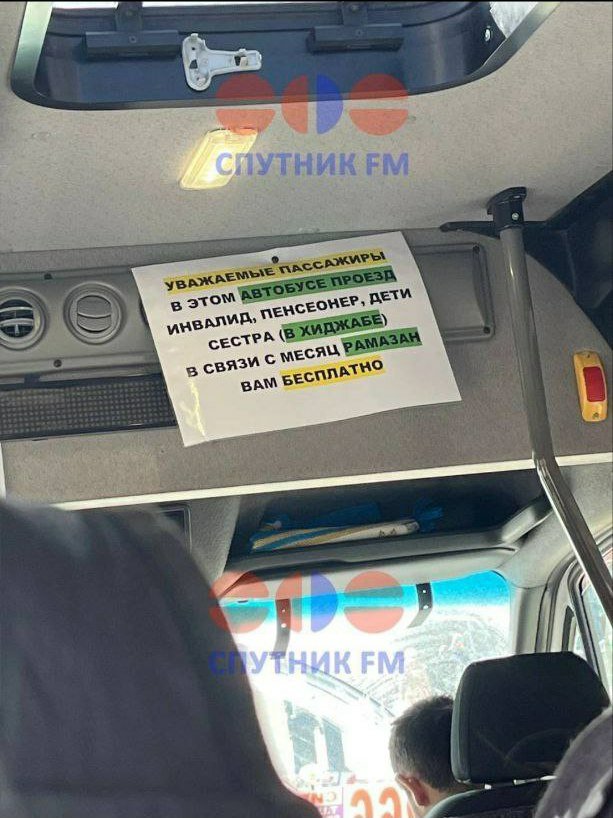 СПУТНИК FM
УВАЖАЕМЫЕ ПАССАЖИРЫ
В ЭТОМ АВТОБУСЕ ПРОЕЗД
ИНВАЛИД, ПЕНСЕОНЕР, ДЕТИ
СЕСТРА (В ХИДЖАБЕ)
В СВЯЗИ С МЕСЯЦ РАМАЗАН
ВАМ БЕСПЛАТНО
СПУТНИК FM